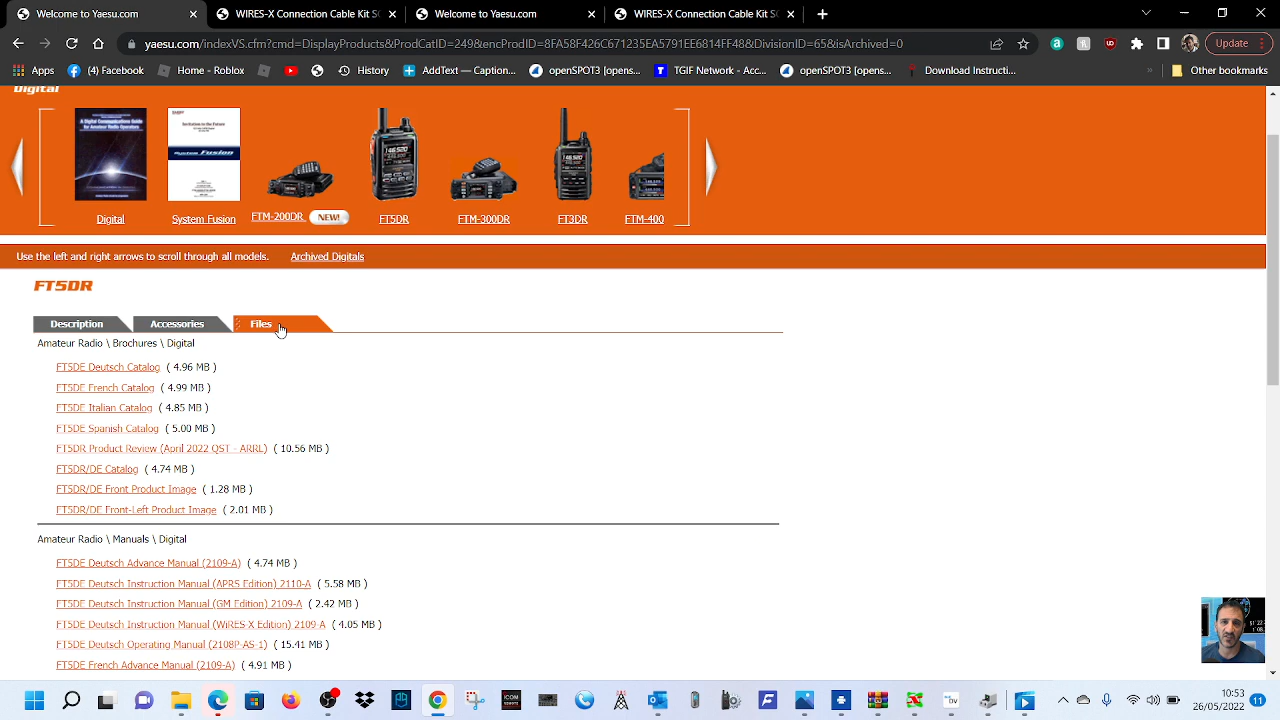 Welcome to Yaesu.com
WIRES-X Connection Cable Kit SC
Welcome to Yaesu.com
WIRES-X Connection Cable Kit SC
yaesu.com/indexVS.cfm?cmd=DisplayProducts&ProdCatID=249&encProdID=8FA58F426C671235EA5791EE6814FF48&DivisionID=65&isArchived=0
Update
Apps
(4) Facebook
Home - Roblox
History
AddTen — Caption...
openSPOT3 [opens...
TGIF Network - Ac...
openSPOT3 [opens...
Download Instructi...
»
Other bookmarks
Digital
Digital
System Fusion
FTM-200DR
NEW!
FT5DR
FTM-300DR
FT3DR
FTM-400
Use the left and right arrows to scroll through all models.
Archived Digitals
FT5DR
Description
Accessories
Files
Amateur Radio \ Brochures \ Digital
FT5DE Deutsch Catalog ( 4.96 MB )
FT5DE French Catalog ( 4.99 MB )
FT5DE Italian Catalog ( 4.85 MB )
FT5DE Spanish Catalog ( 5.00 MB )
FT5DR Product Review (April 2022 QST - ARRL) ( 10.56 MB )
FT5DR/DE Catalog ( 4.74 MB )
FT5DR/DE Front Product Image ( 1.28 MB )
FT5DR/DE Front-Left Product Image ( 2.01 MB )
Amateur Radio \ Manuals \ Digital
FT5DE Deutsch Advance Manual (2109-A) ( 4.74 MB )
FT5DE Deutsch Instruction Manual (APRS Edition) 2110-A ( 5.58 MB )
FT5DE Deutsch Instruction Manual (GM Edition) 2109-A ( 2.42 MB )
FT5DE Deutsch Instruction Manual (WiRES X Edition) 2109-A ( 4.05 MB )
FT5DE Deutsch Operating Manual (2108P-AS-1) ( 15.41 MB )
FT5DE French Advance Manual (2109-A) ( 4.91 MB )
10:53
26/05/2022
11